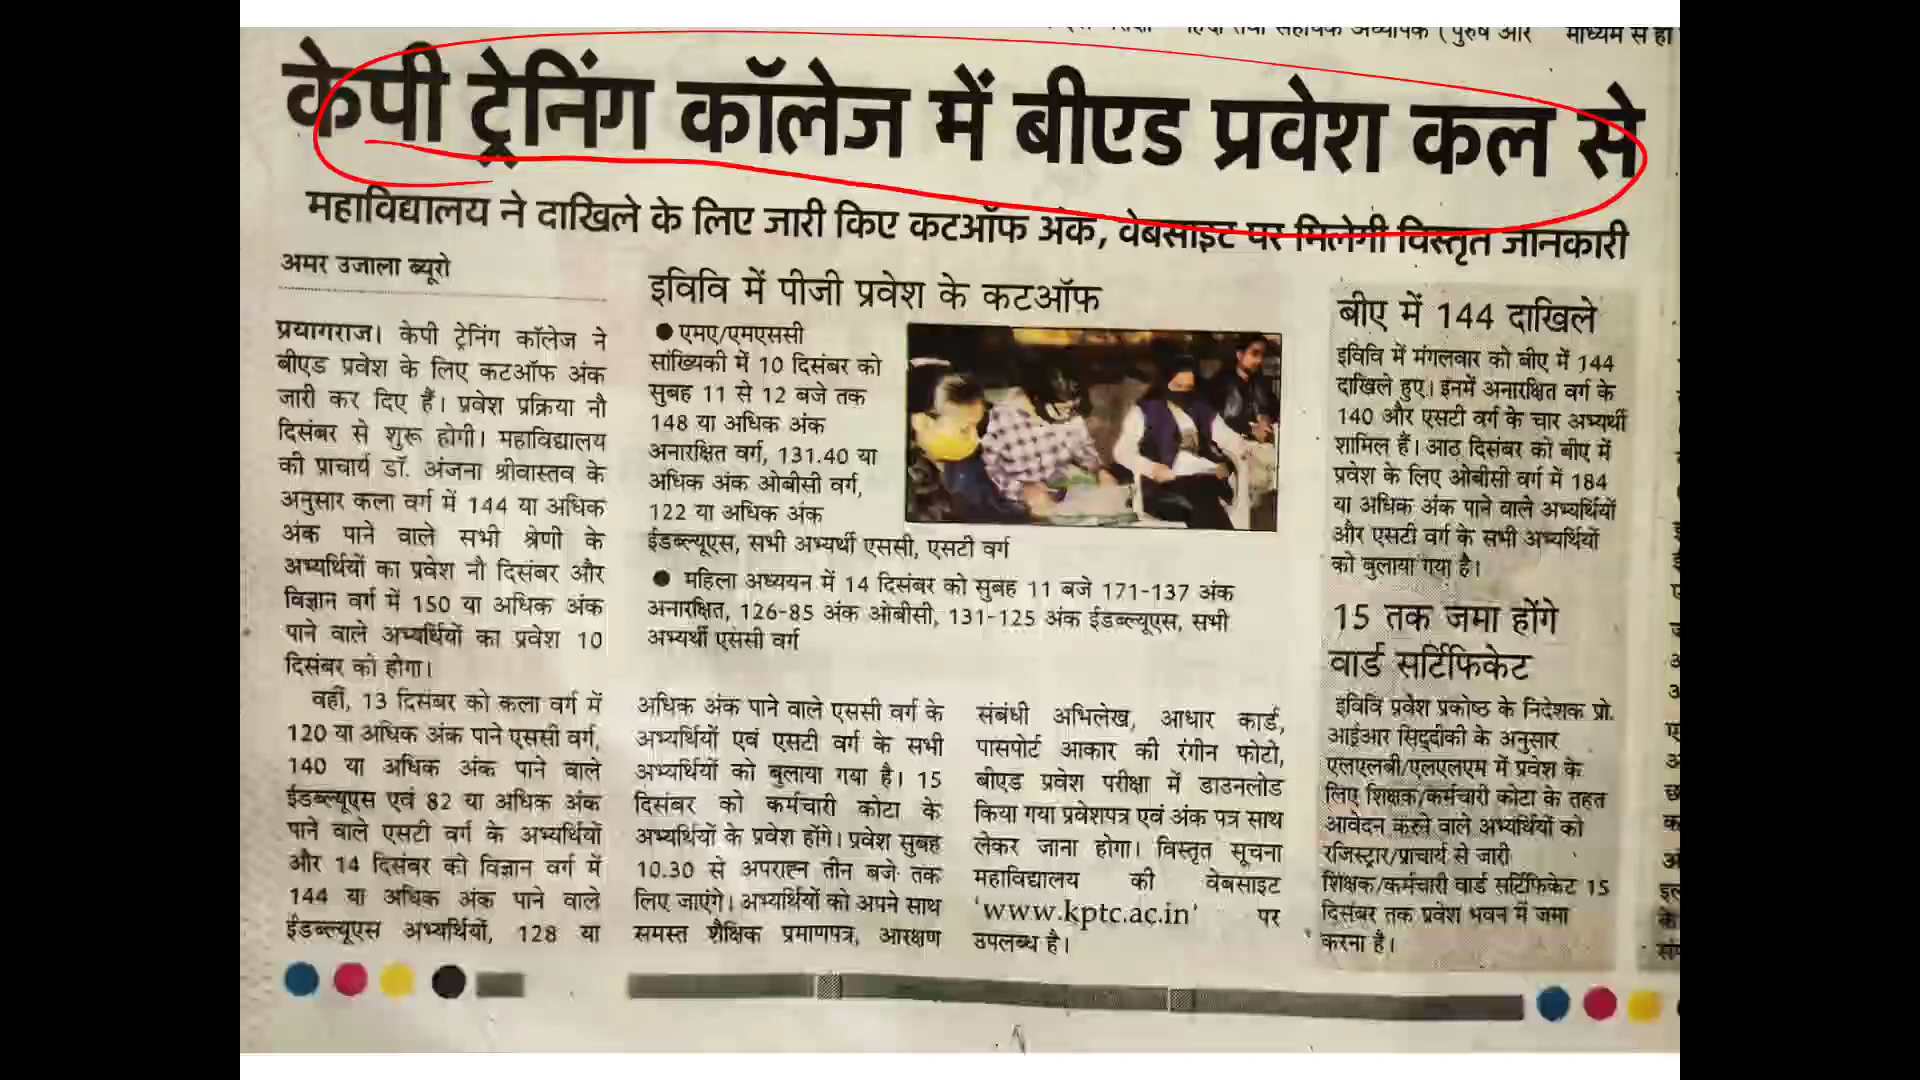 हिंदी तथा सहायक अध्यापक (पुरुष और
माध्यम से हो
केपी ट्रेनिंग कॉलेज में बीएड प्रवेश कल से
महाविद्यालय ने दाखिले के लिए जारी किए कटऑफ अंक, वेबसाइट पर मिलेगी विस्तृत जानकारी
अमर उजाला ब्यूरो
प्रयागराज। केपी ट्रेनिंग कॉलेज ने
बीएड प्रवेश के लिए कटऑफ अंक
जारी कर दिए हैं। प्रवेश प्रक्रिया नौ
दिसंबर से शुरू होगी। महाविद्यालय
की प्राचार्य डॉ. अंजना श्रीवास्तव के
अनुसार कला वर्ग में 144 या अधिक
अंक पाने वाले सभी श्रेणी के
अभ्यर्थियों का प्रवेश नौ दिसंबर और
विज्ञान वर्ग में 150 या अधिक अंक
पाने वाले अभ्यर्थियों का प्रवेश 10
दिसंबर को होगा।
वहीं, 13 दिसंबर को कला वर्ग में
120 या अधिक अंक पाने एससी वर्ग,
140 या अधिक अंक पाने वाले
ईडब्ल्यूएस एवं 82 या अधिक अंक
पाने वाले एसटी वर्ग के अभ्यर्थियों
और 14 दिसंबर को विज्ञान वर्ग में
144 या अधिक अंक पाने वाले
ईडब्ल्यूएस अभ्यर्थियों, 128 या
अधिक अंक पाने वाले एससी वर्ग के
अभ्यर्थियों एवं एसटी वर्ग के सभी
अभ्यर्थियों को बुलाया गया है। 15
दिसंबर को कर्मचारी कोटा के
अभ्यर्थियों के प्रवेश होंगे। प्रवेश सुबह
10.30 से अपराह्न तीन बजे तक
लिए जाएंगे। अभ्यर्थियों को अपने साथ
समस्त शैक्षिक प्रमाणपत्र, आरक्षण
संबंधी अभिलेख, आधार कार्ड,
पासपोर्ट आकार की रंगीन फोटो,
बीएड प्रवेश परीक्षा में डाउनलोड
किया गया प्रवेशपत्र एवं अंक पत्र साथ
लेकर जाना होगा। विस्तृत सूचना
महाविद्यालय की वेबसाइट
'www.kptc.ac.in' पर
उपलब्ध है।
इविवि में पीजी प्रवेश के कटऑफ
● एमए/एमएससी
सांख्यिकी में 10 दिसंबर को
सुबह 11 से 12 बजे तक
148 या अधिक अंक
अनारक्षित वर्ग, 131.40 या
अधिक अंक ओबीसी वर्ग,
122 या अधिक अंक
ईडब्ल्यूएस, सभी अभ्यर्थी एससी, एसटी वर्ग
● महिला अध्ययन में 14 दिसंबर को सुबह 11 बजे 171-137 अंक
अनारक्षित, 126-85 अंक ओबीसी, 131-125 अंक ईडब्ल्यूएस, सभी
अभ्यर्थी एससी वर्ग
बीए में 144 दाखिले
इविवि में मंगलवार को बीए में 144
दाखिले हुए। इनमें अनारक्षित वर्ग के
140 और एसटी वर्ग के चार अभ्यर्थी
शामिल हैं। आठ दिसंबर को बीए में
प्रवेश के लिए ओबीसी वर्ग में 184
या अधिक अंक पाने वाले अभ्यर्थियों
और एसटी वर्ग के सभी अभ्यर्थियों
को बुलाया गया है।
15 तक जमा होंगे
वार्ड सर्टिफिकेट
इविवि प्रवेश प्रकोष्ठ के निदेशक प्रो.
आईआर सिद्दीकी के अनुसार
एलएलबी/एलएलएम में प्रवेश के
लिए शिक्षक/कर्मचारी कोटा के तहत
आवेदन करने वाले अभ्यर्थियों को
रजिस्ट्रार/प्राचार्य से जारी
शिक्षक/कर्मचारी वार्ड सर्टिफिकेट 15
दिसंबर तक प्रवेश भवन में जमा
करना है।